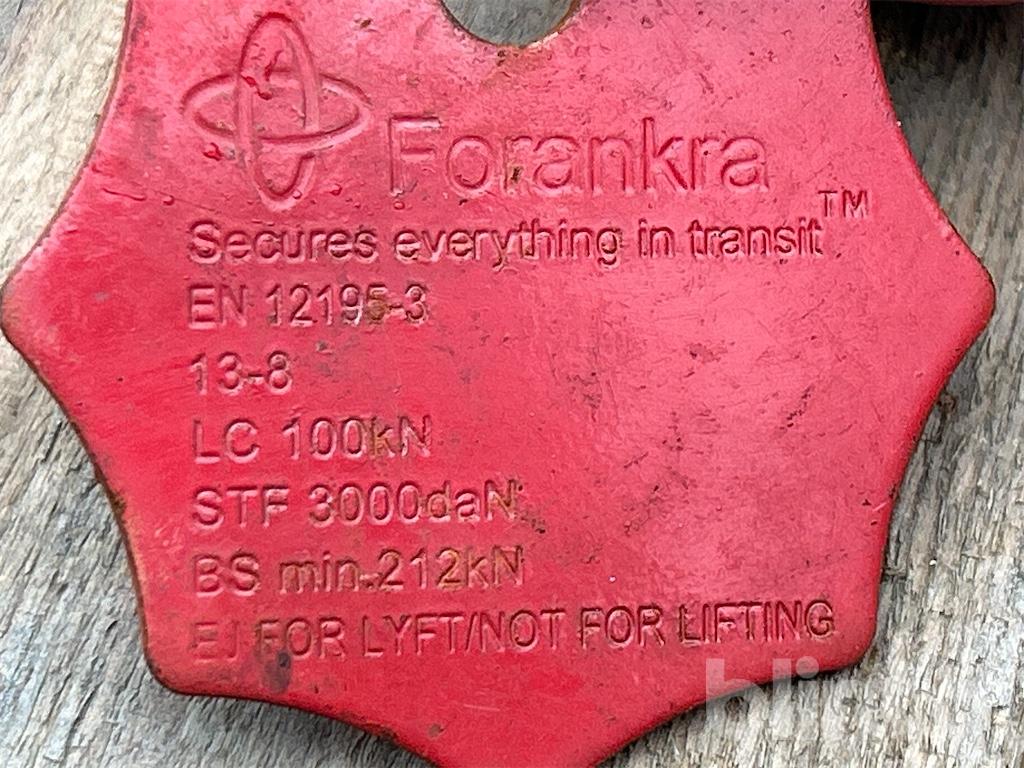 Forankra
Secures everything in transit™
EN 12195-3
13-8
LC 100kN
STF 3000daN
BS min.212kN
EJ FOR LYFT/NOT FOR LIFTING